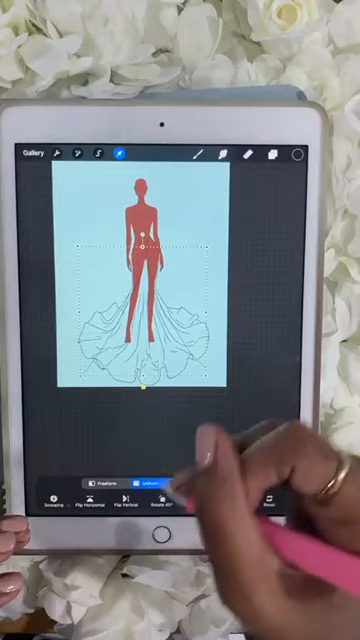 Gallery
Freeform
Uniform
Snapping
Flip Horizontal
Flip Vertical
Rotate 45°
Reset